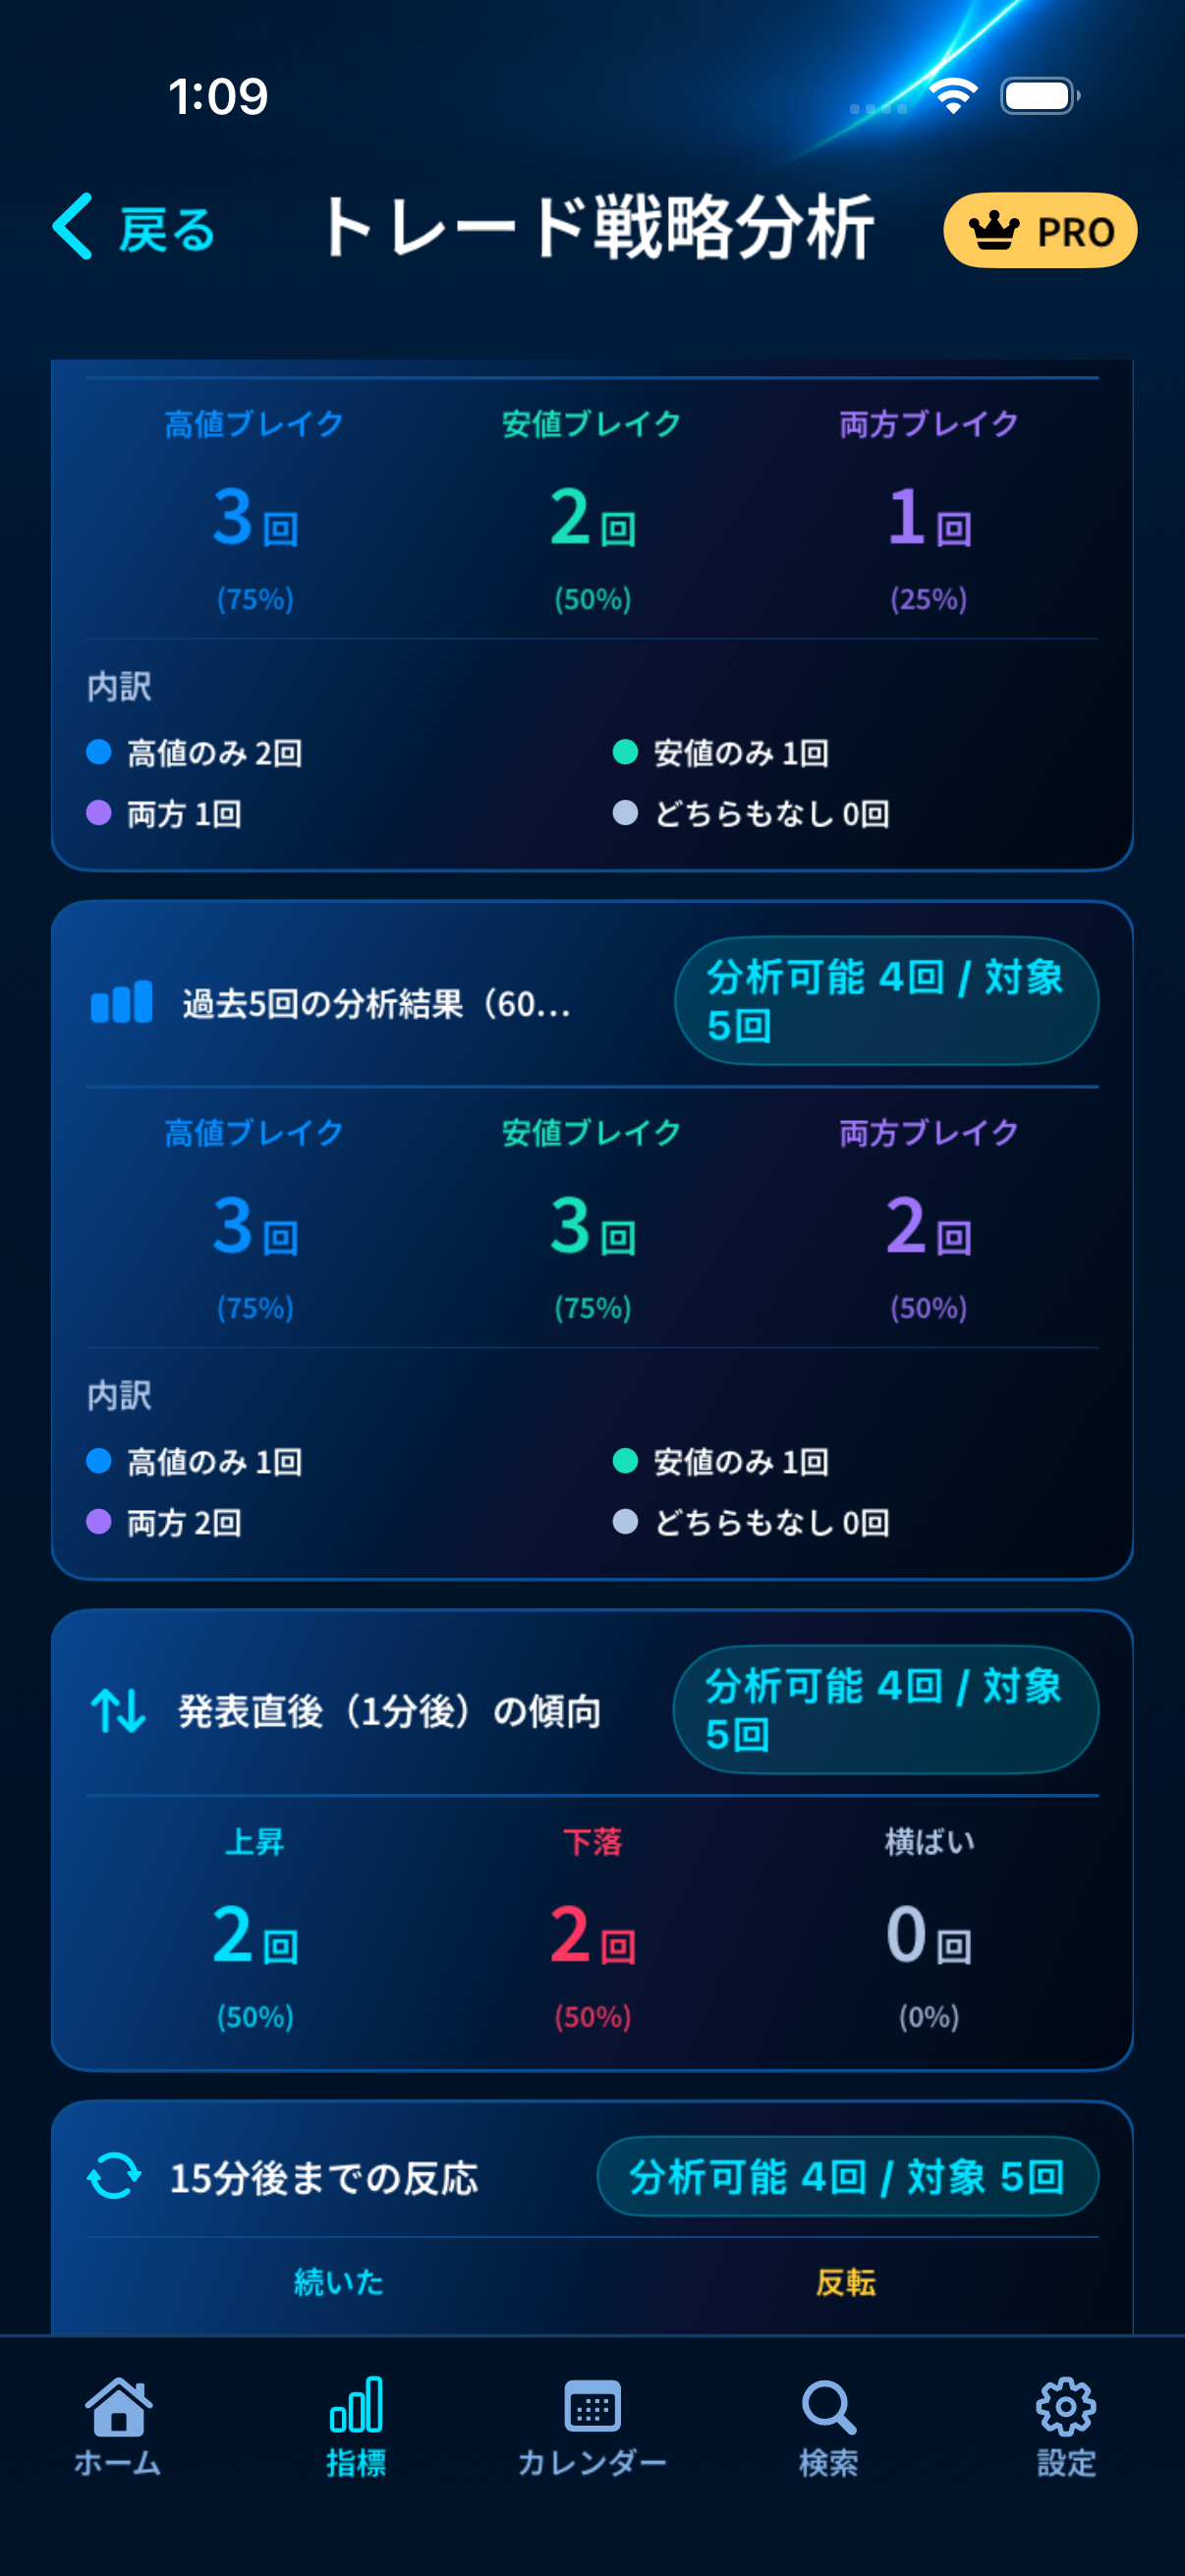 1:09
戻る
トレード戦略分析
PRO
高値ブレイク 安値ブレイク 両方ブレイク
3回 2回 1回
(75%) (50%) (25%)
内訳
高値のみ 2回 安値のみ 1回
両方 1回 どちらもなし 0回
過去5回の分析結果（60...
分析可能 4回 / 対象
5回
高値ブレイク 安値ブレイク 両方ブレイク
3回 3回 2回
(75%) (75%) (50%)
内訳
高値のみ 1回 安値のみ 1回
両方 2回 どちらもなし 0回
発表直後（1分後）の傾向
分析可能 4回 / 対象
5回
上昇 下落 横ばい
2回 2回 0回
(50%) (50%) (0%)
15分後までの反応
分析可能 4回 / 対象 5回
続いた 反転
ホーム 指標 カレンダー 検索 設定